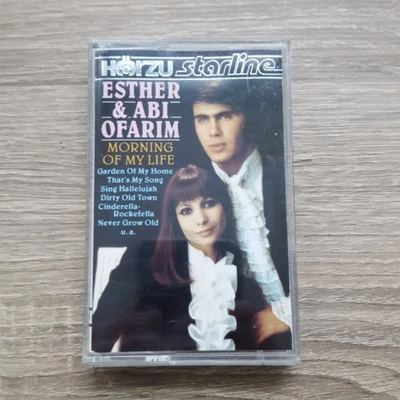 HÖRZU starline
ESTHER
& ABI
OFARIM
MORNING
OF MY LIFE
Garden Of My Home
That's My Song
Sing Hallelujah
Dirty Old Town
Cinderella-
Rockefella
Never Grow Old
u. a.